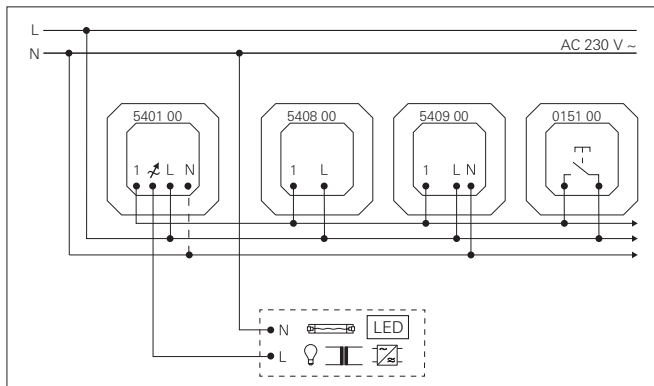 L
AC 230 V ~
N
5401 00
5408 00
5409 00
0151 00
1 L N
1 L
1 L N
N LED
L